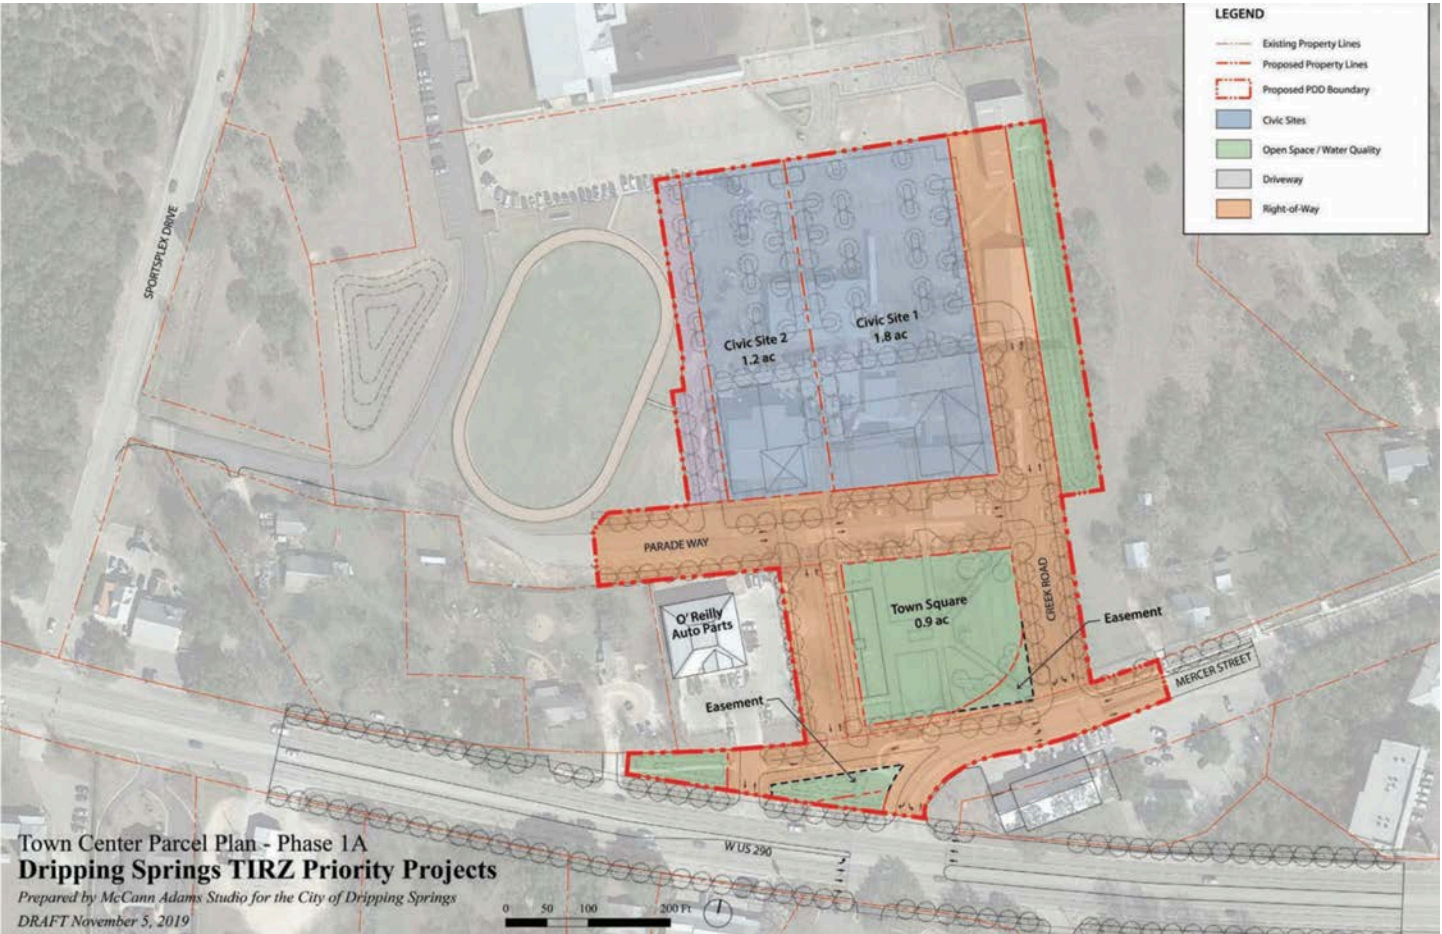 LEGEND
Existing Property Lines
Proposed Property Lines
Proposed PDD Boundary
Civic Sites
Open Space / Water Quality
Driveway
Right-of-Way
SPORTSPLEX DRIVE
Civic Site 2
1.2 ac
Civic Site 1
1.8 ac
PARADE WAY
CREEK ROAD
Town Square
0.9 ac
O' Reilly
Auto Parts
Easement
Easement
MERCER STREET
W US 290
Town Center Parcel Plan - Phase 1A
Dripping Springs TIRZ Priority Projects
Prepared by McCann Adams Studio for the City of Dripping Springs
DRAFT November 5, 2019
0 50 100 200 Ft